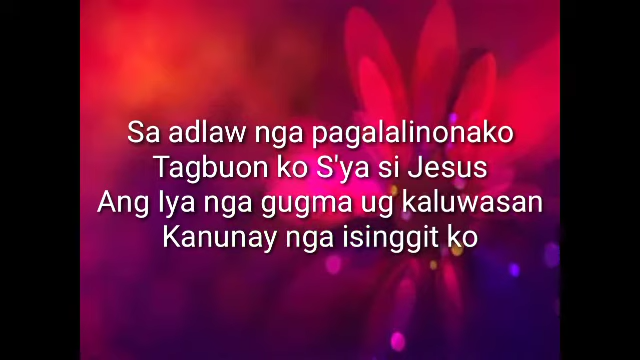 Sa adlaw nga pagalalinonako
Tagbuon ko S'ya si Jesus
Ang Iya nga gugma ug kaluwasan
Kanunay nga isinggit ko